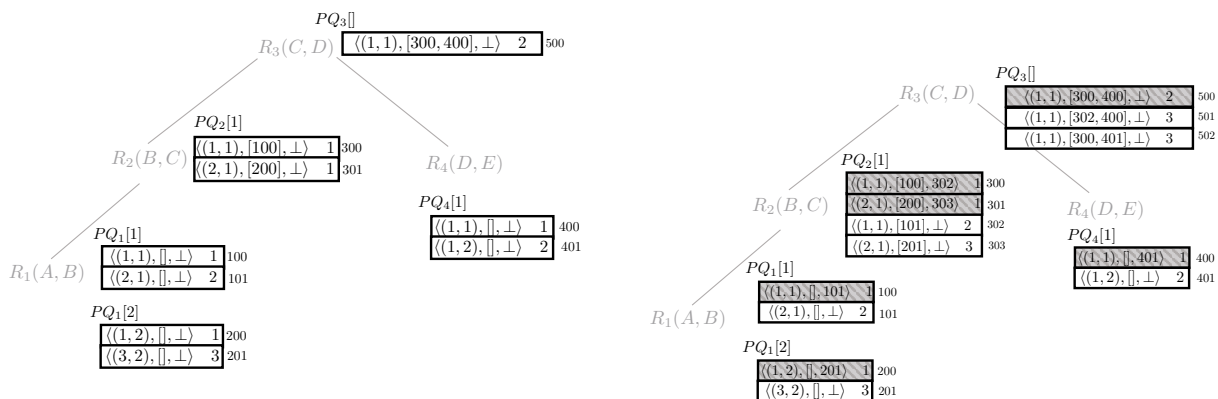 PQ₃[]
R₃(C, D)
⟨(1, 1), [300, 400], ⊥⟩ 2 500
PQ₂[1]
R₂(B, C)
⟨(1, 1), [100], ⊥⟩ 1 300
⟨(2, 1), [200], ⊥⟩ 1 301
R₄(D, E)
PQ₄[1]
⟨(1, 1), [], ⊥⟩ 1 400
⟨(1, 2), [], ⊥⟩ 2 401
PQ₁[1]
R₁(A, B)
⟨(1, 1), [], ⊥⟩ 1 100
⟨(2, 1), [], ⊥⟩ 2 101
PQ₁[2]
⟨(1, 2), [], ⊥⟩ 1 200
⟨(3, 2), [], ⊥⟩ 3 201
PQ₃[]
R₃(C, D)
⟨(1, 1), [300, 400], ⊥⟩ 2 500
⟨(1, 1), [302, 400], ⊥⟩ 3 501
⟨(1, 1), [300, 401], ⊥⟩ 3 502
PQ₂[1]
R₂(B, C)
⟨(1, 1), [100], 302⟩ 1 300
⟨(2, 1), [200], 303⟩ 1 301
⟨(1, 1), [101], ⊥⟩ 2 302
⟨(2, 1), [201], ⊥⟩ 3 303
R₄(D, E)
PQ₄[1]
⟨(1, 1), [], 401⟩ 1 400
⟨(1, 2), [], ⊥⟩ 2 401
PQ₁[1]
R₁(A, B)
⟨(1, 1), [], 101⟩ 1 100
⟨(2, 1), [], ⊥⟩ 2 101
PQ₁[2]
⟨(1, 2), [], 201⟩ 1 200
⟨(3, 2), [], ⊥⟩ 3 201